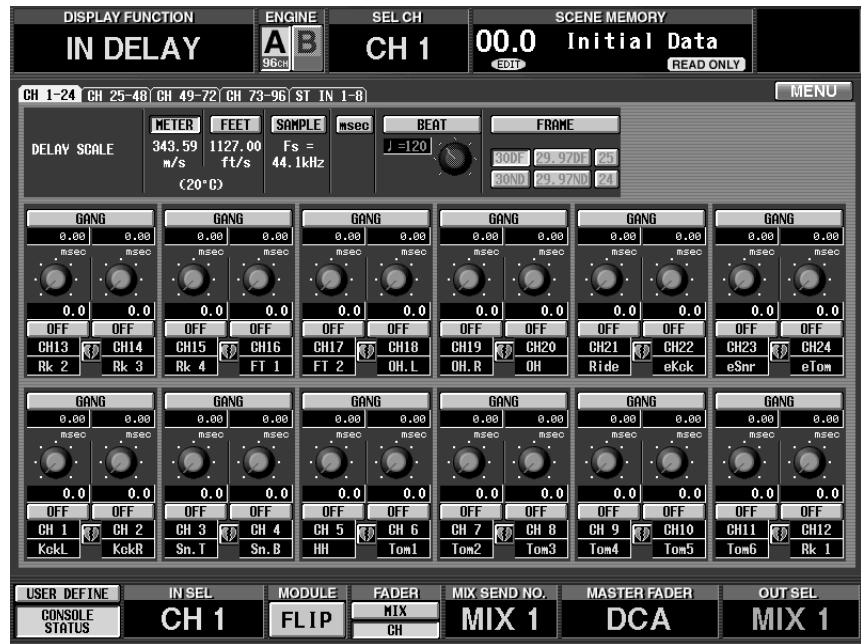 DISPLAY FUNCTION ENGINE SEL CH SCENE MEMORY
IN DELAY A B CH 1 00.0 Initial Data
96CH EDIT READ ONLY
CH 1-24 CH 25-48 CH 49-72 CH 73-96 ST IN 1-8 MENU
METER FEET SAMPLE msec BEAT FRAME
DELAY SCALE 343.59 1127.00 Fs = ♩=120 30DF 29.97DF 25
m/s ft/s 44.1kHz 30ND 29.97ND 24
(20°C)
GANG GANG GANG GANG GANG GANG
0.00 0.00 0.00 0.00 0.00 0.00 0.00 0.00 0.00 0.00 0.00 0.00
msec msec msec msec msec msec msec msec msec msec msec msec
0.0 0.0 0.0 0.0 0.0 0.0 0.0 0.0 0.0 0.0 0.0 0.0
OFF OFF OFF OFF OFF OFF OFF OFF OFF OFF OFF OFF
CH13 CH14 CH15 CH16 CH17 CH18 CH19 CH20 CH21 CH22 CH23 CH24
Rk 2 Rk 3 Rk 4 FT 1 FT 2 OH.L OH.R OH Ride eKck eSnr eTom
GANG GANG GANG GANG GANG GANG
0.00 0.00 0.00 0.00 0.00 0.00 0.00 0.00 0.00 0.00 0.00 0.00
msec msec msec msec msec msec msec msec msec msec msec msec
0.0 0.0 0.0 0.0 0.0 0.0 0.0 0.0 0.0 0.0 0.0 0.0
OFF OFF OFF OFF OFF OFF OFF OFF OFF OFF OFF OFF
CH 1 CH 2 CH 3 CH 4 CH 5 CH 6 CH 7 CH 8 CH 9 CH10 CH11 CH12
KckL KckR Sn.T Sn.B HH Tom1 Tom2 Tom3 Tom4 Tom5 Tom6 Rk 1
USER DEFINE IN SEL MODULE FADER MIX SEND NO. MASTER FADER OUT SEL
CONSOLE STATUS CH 1 FLIP MIX CH MIX 1 DCA MIX 1